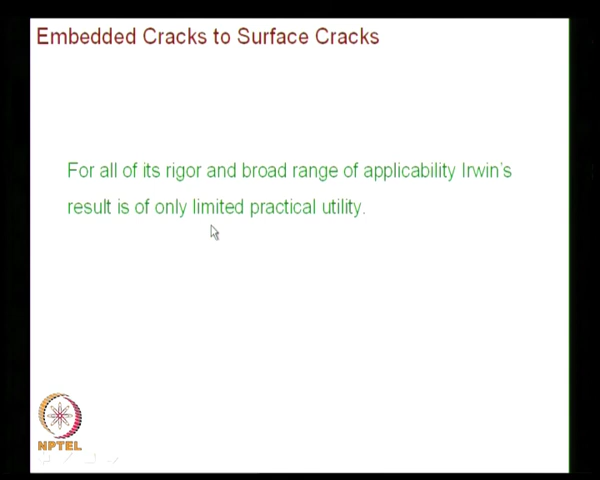 Embedded Cracks to Surface Cracks
For all of its rigor and broad range of applicability Irwin's
result is of only limited practical utility.
NPTEL